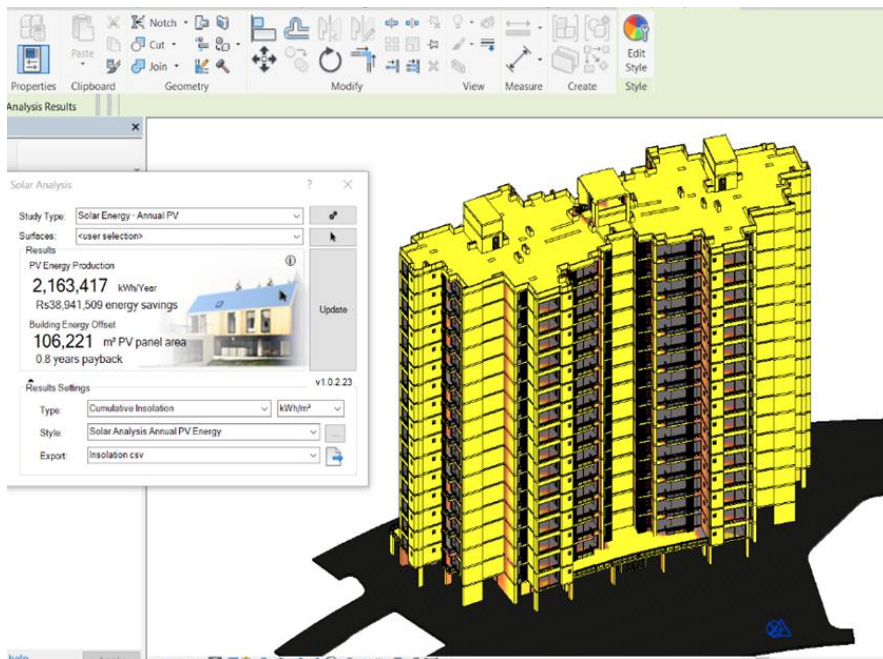 Notch
Cut
Join
Paste
Edit
Style
Properties Clipboard Geometry Modify View Measure Create Style
Analysis Results
Solar Analysis ?
Study Type: Solar Energy - Annual PV
Surfaces: <user selection>
Results
PV Energy Production
2,163,417 kWh/Year
Rs38,941,509 energy savings
Building Energy Offset
106,221 m² PV panel area
0.8 years payback
Update
v1.0.2.23
Results Settings
Type: Cumulative Insolation kWh/m²
Style: Solar Analysis Annual PV Energy
...
Export: Insolation csv